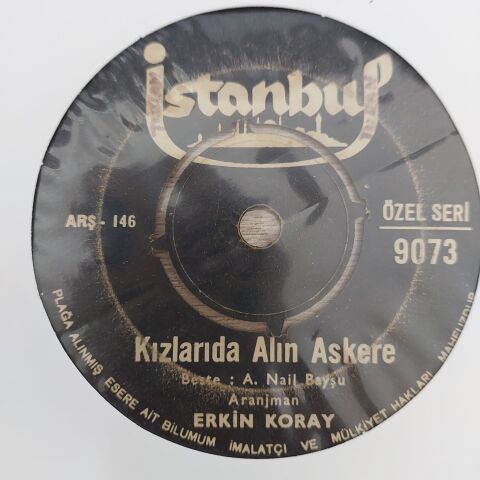 istanbul
ARŞ - 146
ÖZEL SERİ
9073
Kızlarıda Alın Askere
Beste : A. Nail Bayşu
Aranjman
ERKİN KORAY
PLAĞA ALINMIŞ ESERE AİT BİLUMUM İMALATÇI VE MÜLKİYET HAKLARI MAHFUZDUR